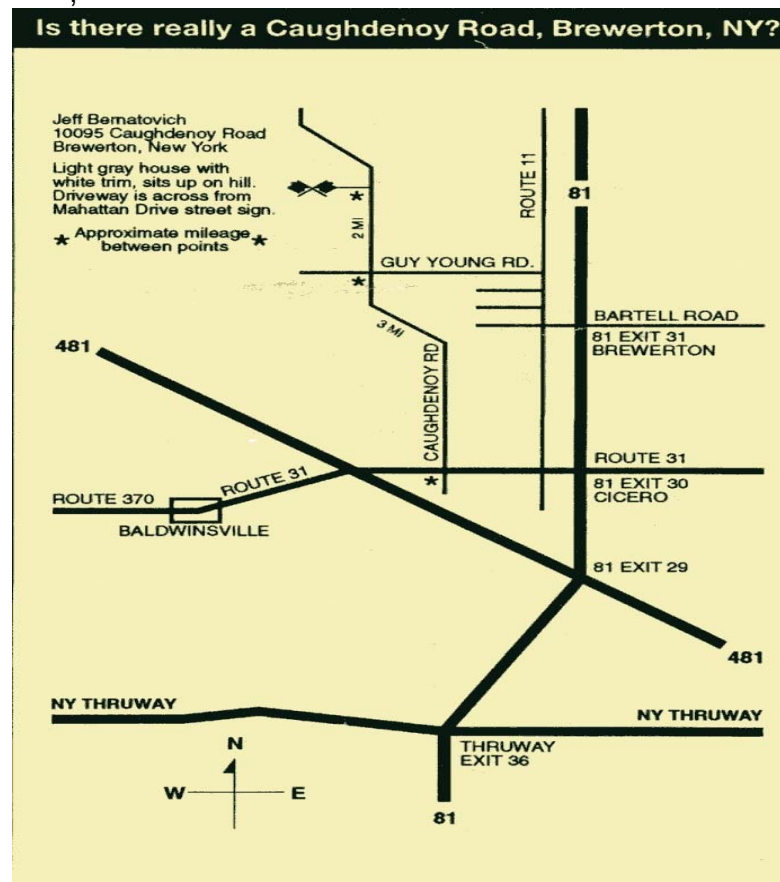 Is there really a Caughdenoy Road, Brewerton, NY?
Jeff Bernatovich
10095 Caughdenoy Road
Brewerton, New York
Light gray house with
white trim, sits up on hill.
Driveway is across from
Mahattan Drive street sign.
* Approximate mileage *
between points
*
2 MI
ROUTE 11
81
GUY YOUNG RD.
*
3 MI
BARTELL ROAD
81 EXIT 31
BREWERTON
481
CAUGHDENOY RD
*
ROUTE 31
81 EXIT 30
CICERO
ROUTE 370
ROUTE 31
BALDWINSVILLE
81 EXIT 29
481
NY THRUWAY
NY THRUWAY
THRUWAY
EXIT 36
N
W E
81